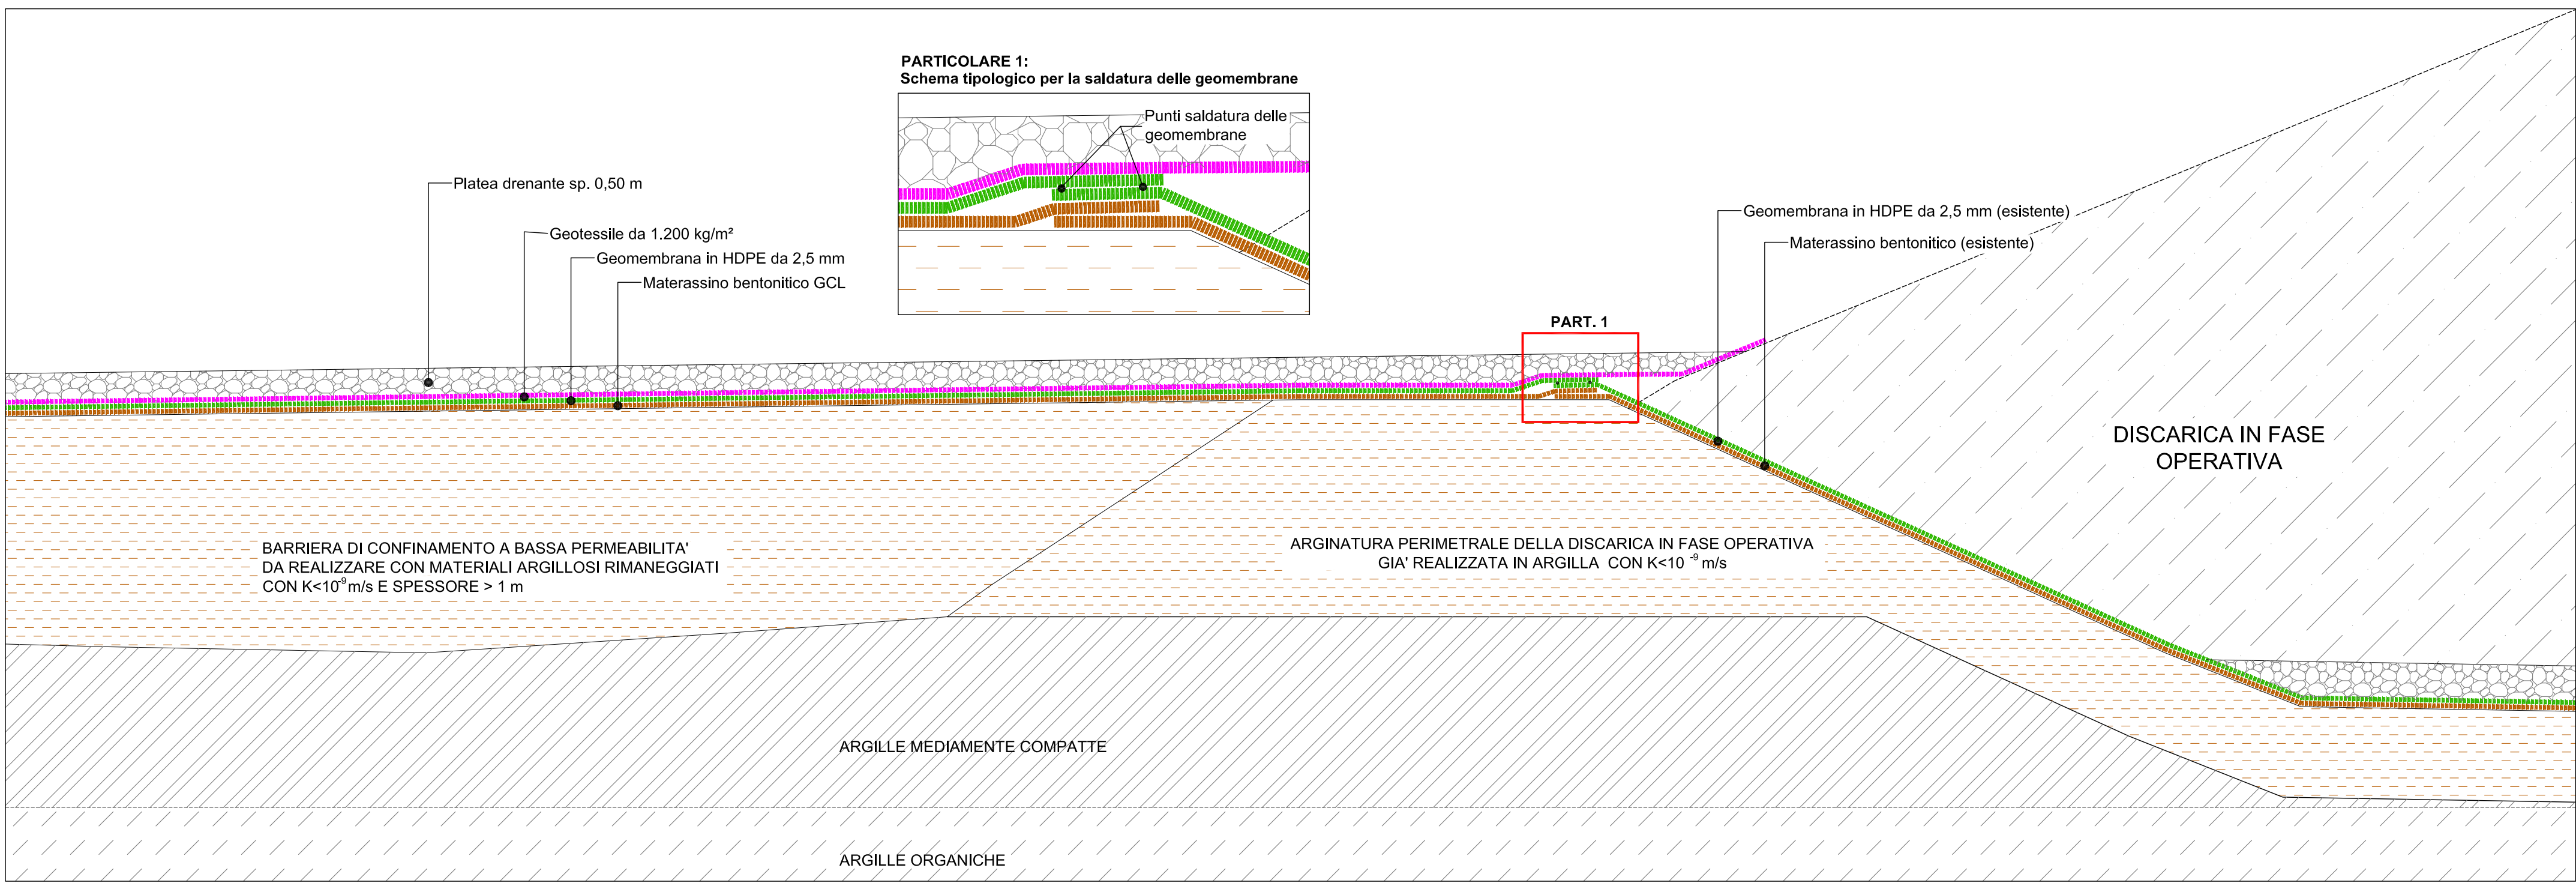 PARTICOLARE 1:
Schema tipologico per la saldatura delle geomembrane
Punti saldatura delle
geomembrane
Platea drenante sp. 0,50 m
Geotessile da 1.200 kg/m²
Geomembrana in HDPE da 2,5 mm
Materassino bentonitico GCL
Geomembrana in HDPE da 2,5 mm (esistente)
Materassino bentonitico (esistente)
PART. 1
DISCARICA IN FASE
OPERATIVA
BARRIERA DI CONFINAMENTO A BASSA PERMEABILITA'
DA REALIZZARE CON MATERIALI ARGILLOSI RIMANEGGIATI
CON K<10⁻⁹ m/s E SPESSORE > 1 m
ARGINATURA PERIMETRALE DELLA DISCARICA IN FASE OPERATIVA
GIA' REALIZZATA IN ARGILLA CON K<10⁻⁹ m/s
ARGILLE MEDIAMENTE COMPATTE
ARGILLE ORGANICHE